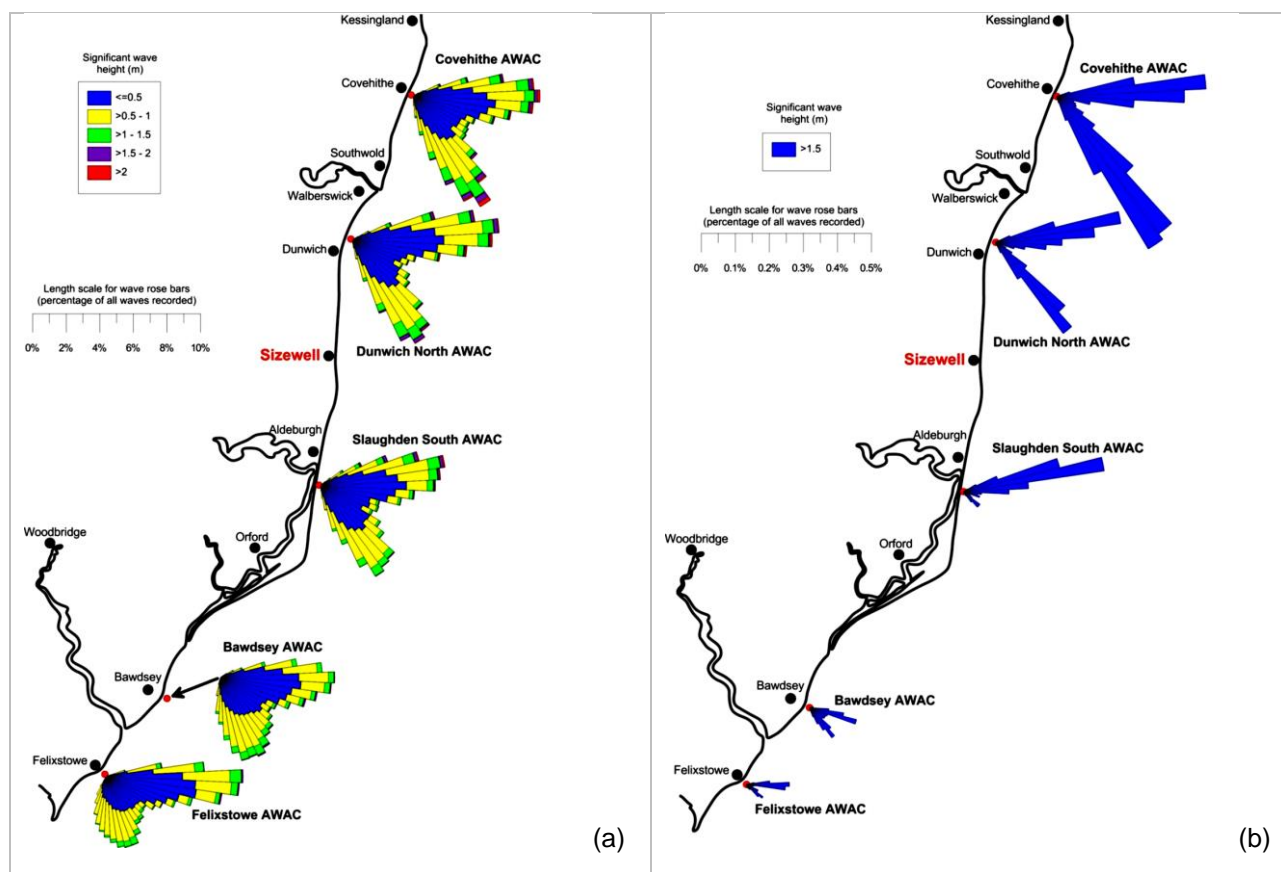 Kessingland
Significant wave
height (m)
<=0.5
>0.5 - 1
>1 - 1.5
>1.5 - 2
>2
Covehithe AWAC
Covehithe
Southwold
Walberswick
Dunwich
Length scale for wave rose bars
(percentage of all waves recorded)
0% 2% 4% 6% 8% 10%
Dunwich North AWAC
Sizewell
Aldeburgh
Slaughden South AWAC
Woodbridge
Orford
Bawdsey AWAC
Bawdsey
Felixstowe
Felixstowe AWAC
(a)
Kessingland
Covehithe AWAC
Covehithe
Significant wave
height (m)
>1.5
Southwold
Walberswick
Length scale for wave rose bars
(percentage of all waves recorded)
0% 0.1% 0.2% 0.3% 0.4% 0.5%
Dunwich
Dunwich North AWAC
Sizewell
Aldeburgh
Slaughden South AWAC
Woodbridge
Orford
Bawdsey
Bawdsey AWAC
Felixstowe
Felixstowe AWAC
(b)